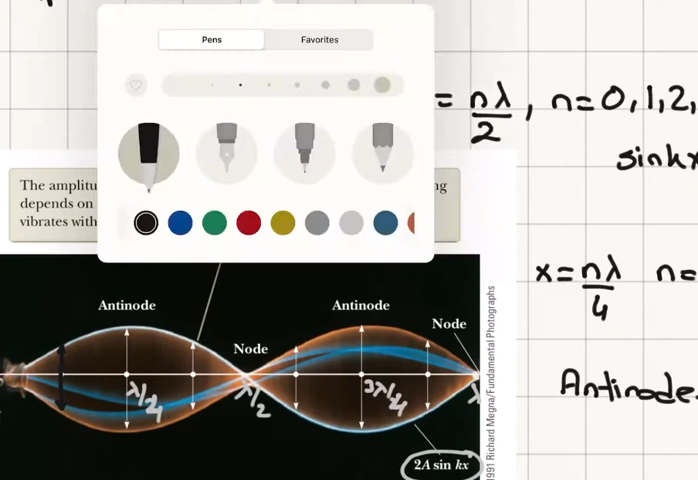 Pens Favorites
= nλ/2, n=0,1,2,
sinkx
The amplitu
depends on
vibrates with
ng
x = nλ/4 n=
Antinode
Antinode
Node
Node
Antinode
λ/4
λ/2
3λ/4
λ
2A sin kx
1991 Richard Megna/Fundamental Photographs